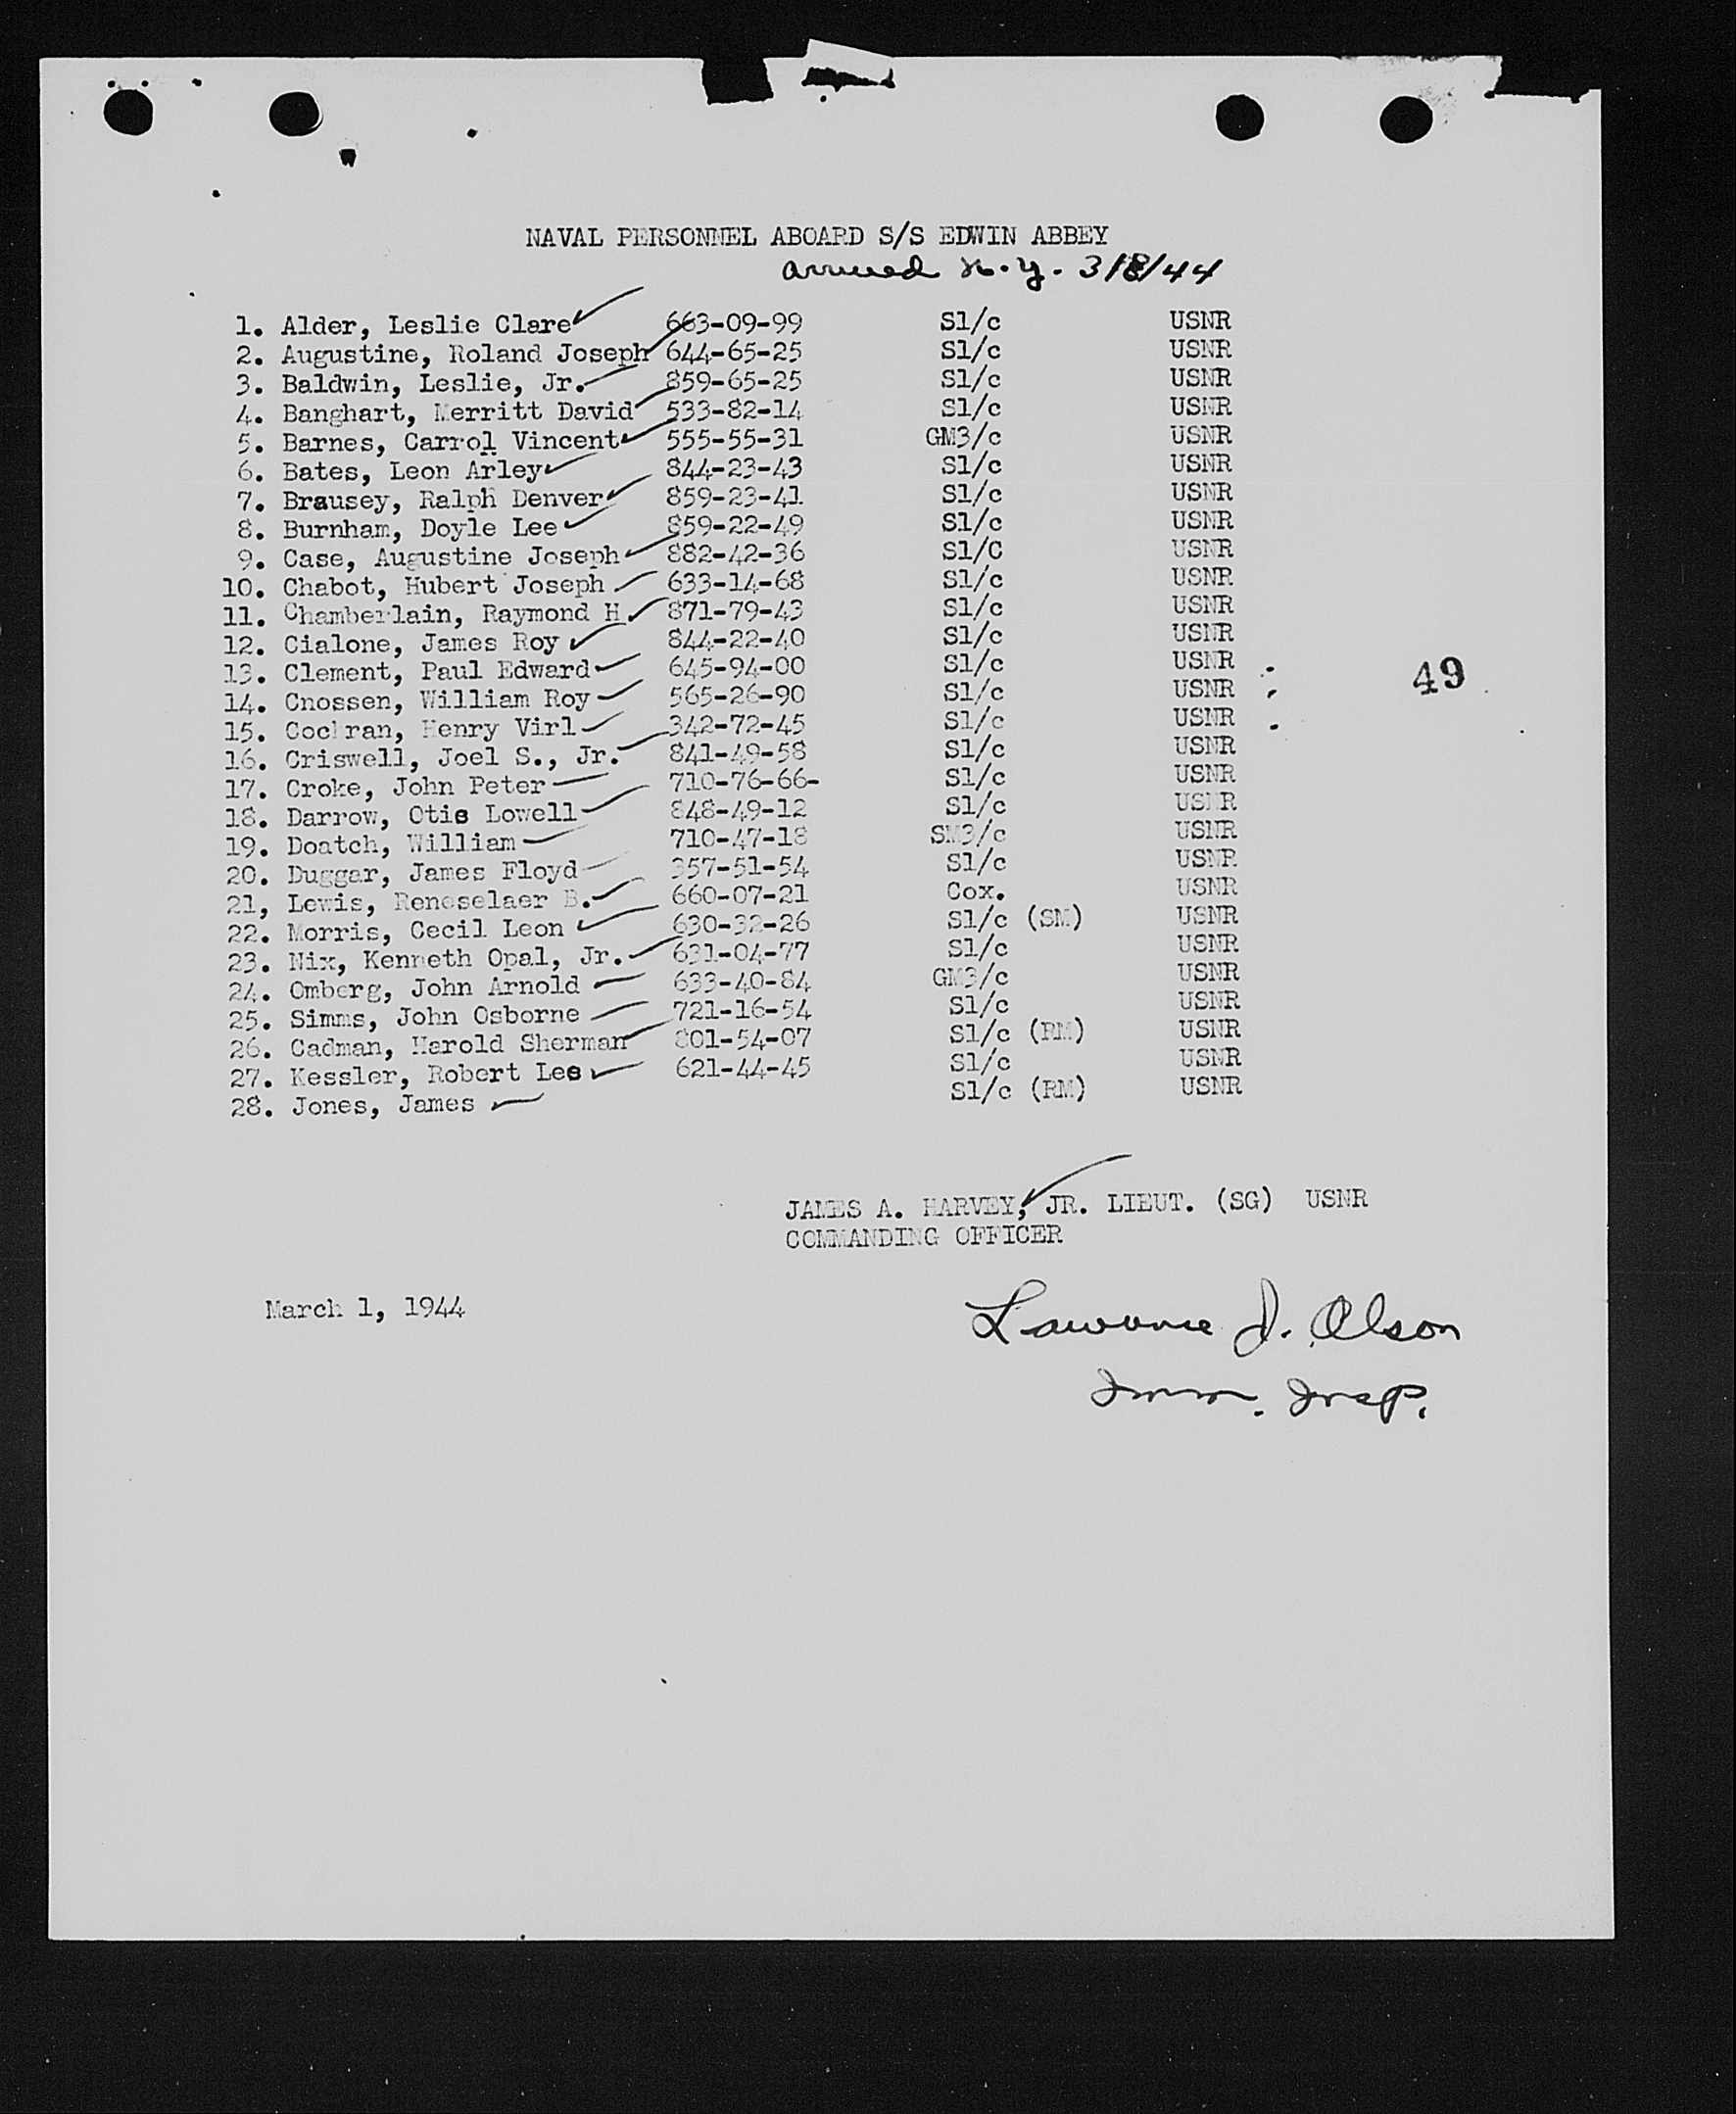 NAVAL PERSONNEL ABOARD S/S EDWIN ABBEY
arrived N.Y. 3/8/44
1. Alder, Leslie Clare 663-09-99 S1/c USNR
2. Augustine, Roland Joseph 644-65-25 S1/c USNR
3. Baldwin, Leslie, Jr. 859-65-25 S1/c USNR
4. Banghart, Merritt David 533-82-14 S1/c USNR
5. Barnes, Carrol Vincent 555-55-31 GM3/c USNR
6. Bates, Leon Arley 844-23-43 S1/c USNR
7. Brausey, Ralph Denver 859-23-41 S1/c USNR
8. Burnham, Doyle Lee 859-22-49 S1/c USNR
9. Case, Augustine Joseph 882-42-36 S1/C USNR
10. Chabot, Hubert Joseph 633-14-68 S1/c USNR
11. Chamberlain, Raymond H. 871-79-43 S1/c USNR
12. Cialone, James Roy 844-22-40 S1/c USNR
13. Clement, Paul Edward 645-94-00 S1/c USNR
49
14. Cnossen, William Roy 565-26-90 S1/c USNR
15. Cochran, Henry Virl 342-72-45 S1/c USNR
16. Criswell, Joel S., Jr. 841-49-58 S1/c USNR
17. Croke, John Peter 710-76-66- S1/c USNR
18. Darrow, Otis Lowell 848-49-12 S1/c USNR
19. Doatch, William 710-47-18 SM3/c USNR
20. Duggar, James Floyd 357-51-54 S1/c USNR
21, Lewis, Reneselaer B. 660-07-21 Cox. USNR
22. Morris, Cecil Leon 630-32-26 S1/c (SM) USNR
23. Nix, Kenneth Opal, Jr. 631-04-77 S1/c USNR
24. Omberg, John Arnold 633-40-84 GM3/c USNR
25. Simms, John Osborne 721-16-54 S1/c USNR
26. Cadman, Harold Sherman 801-54-07 S1/c (RM) USNR
27. Kessler, Robert Lee 621-44-45 S1/c USNR
28. Jones, James S1/c (RM) USNR
JAMES A. HARVEY, JR. LIEUT. (SG) USNR
COMMANDING OFFICER
March 1, 1944
Lawrence J. Olson
Imm. Insp.